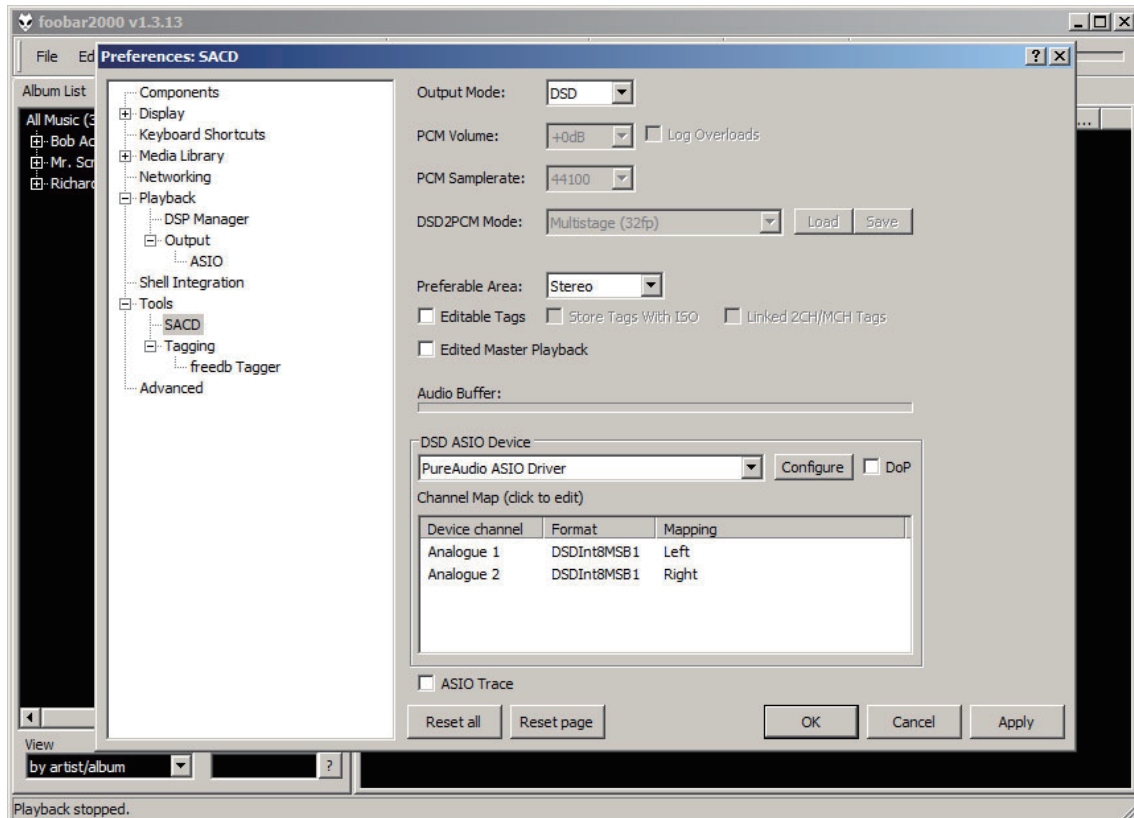 foobar2000 v1.3.13
File
Preferences: SACD
?
Album List
All Music
Bob
Mr.
Components
Display
Keyboard Shortcuts
Media Library
Networking
Playback
DSP Manager
Output
ASIO
Shell Integration
Tools
SACD
Tagging
freedb Tagger
Advanced
Output Mode: DSD
PCM Volume: +0dB Log Overloads
PCM Samplerate: 44100
DSD2PCM Mode: Multistage (32fp) Load Save
Preferable Area: Stereo
Editable Tags Store Tags With ISO Linked 2CH/MCH Tags
Edited Master Playback
Audio Buffer:
DSD ASIO Device
PureAudio ASIO Driver Configure DoP
Channel Map (click to edit)
Device channel Format Mapping
Analogue 1 DSDInt8MSB1 Left
Analogue 2 DSDInt8MSB1 Right
ASIO Trace
Reset all Reset page OK Cancel Apply
...
View
by artist/album ?
Playback stopped.